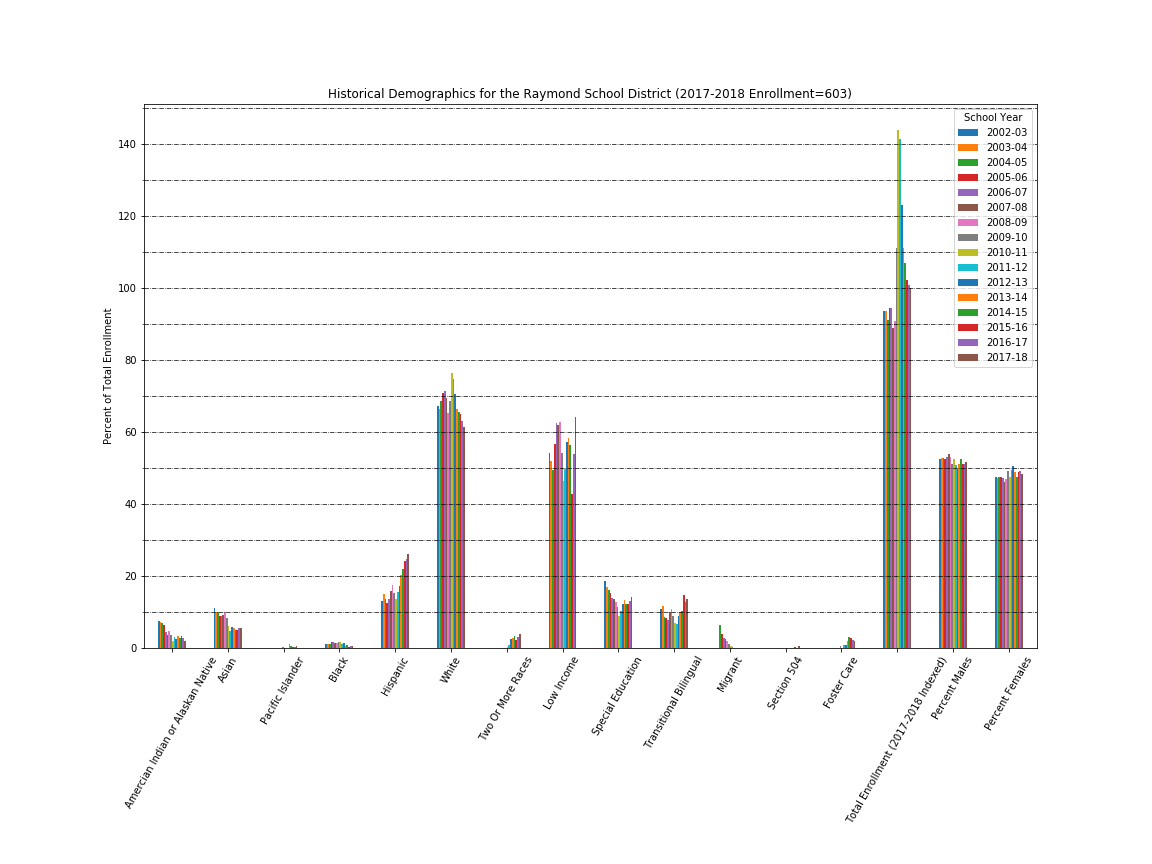 Historical Demographics for the Raymond School District (2017-2018 Enrollment=603)
Percent of Total Enrollment
140
120
100
80
60
40
20
0
School Year
2002-03
2003-04
2004-05
2005-06
2006-07
2007-08
2008-09
2009-10
2010-11
2011-12
2012-13
2013-14
2014-15
2015-16
2016-17
2017-18
Amercian Indian or Alaskan Native
Asian
Pacific Islander
Black
Hispanic
White
Two Or More Races
Low Income
Special Education
Transitional Bilingual
Migrant
Section 504
Foster Care
Total Enrollment (2017-2018 Indexed)
Percent Males
Percent Females